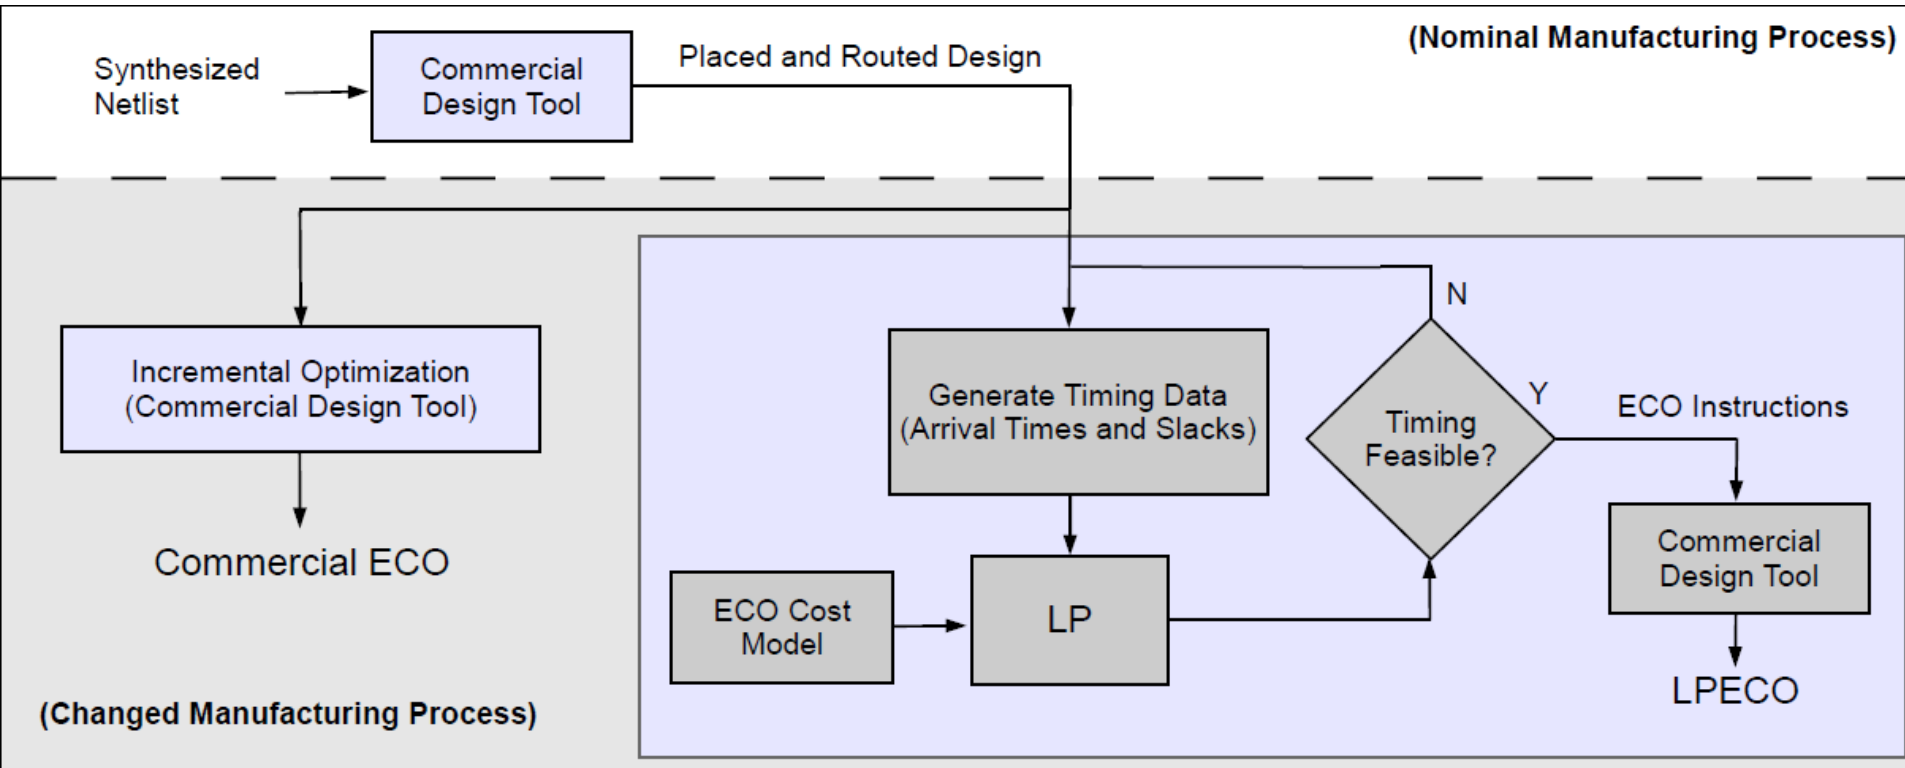 (Nominal Manufacturing Process)
Synthesized
Netlist
Commercial
Design Tool
Placed and Routed Design
Incremental Optimization
(Commercial Design Tool)
Commercial ECO
(Changed Manufacturing Process)
Generate Timing Data
(Arrival Times and Slacks)
ECO Cost
Model
LP
Timing
Feasible?
N
Y
ECO Instructions
Commercial
Design Tool
LPECO